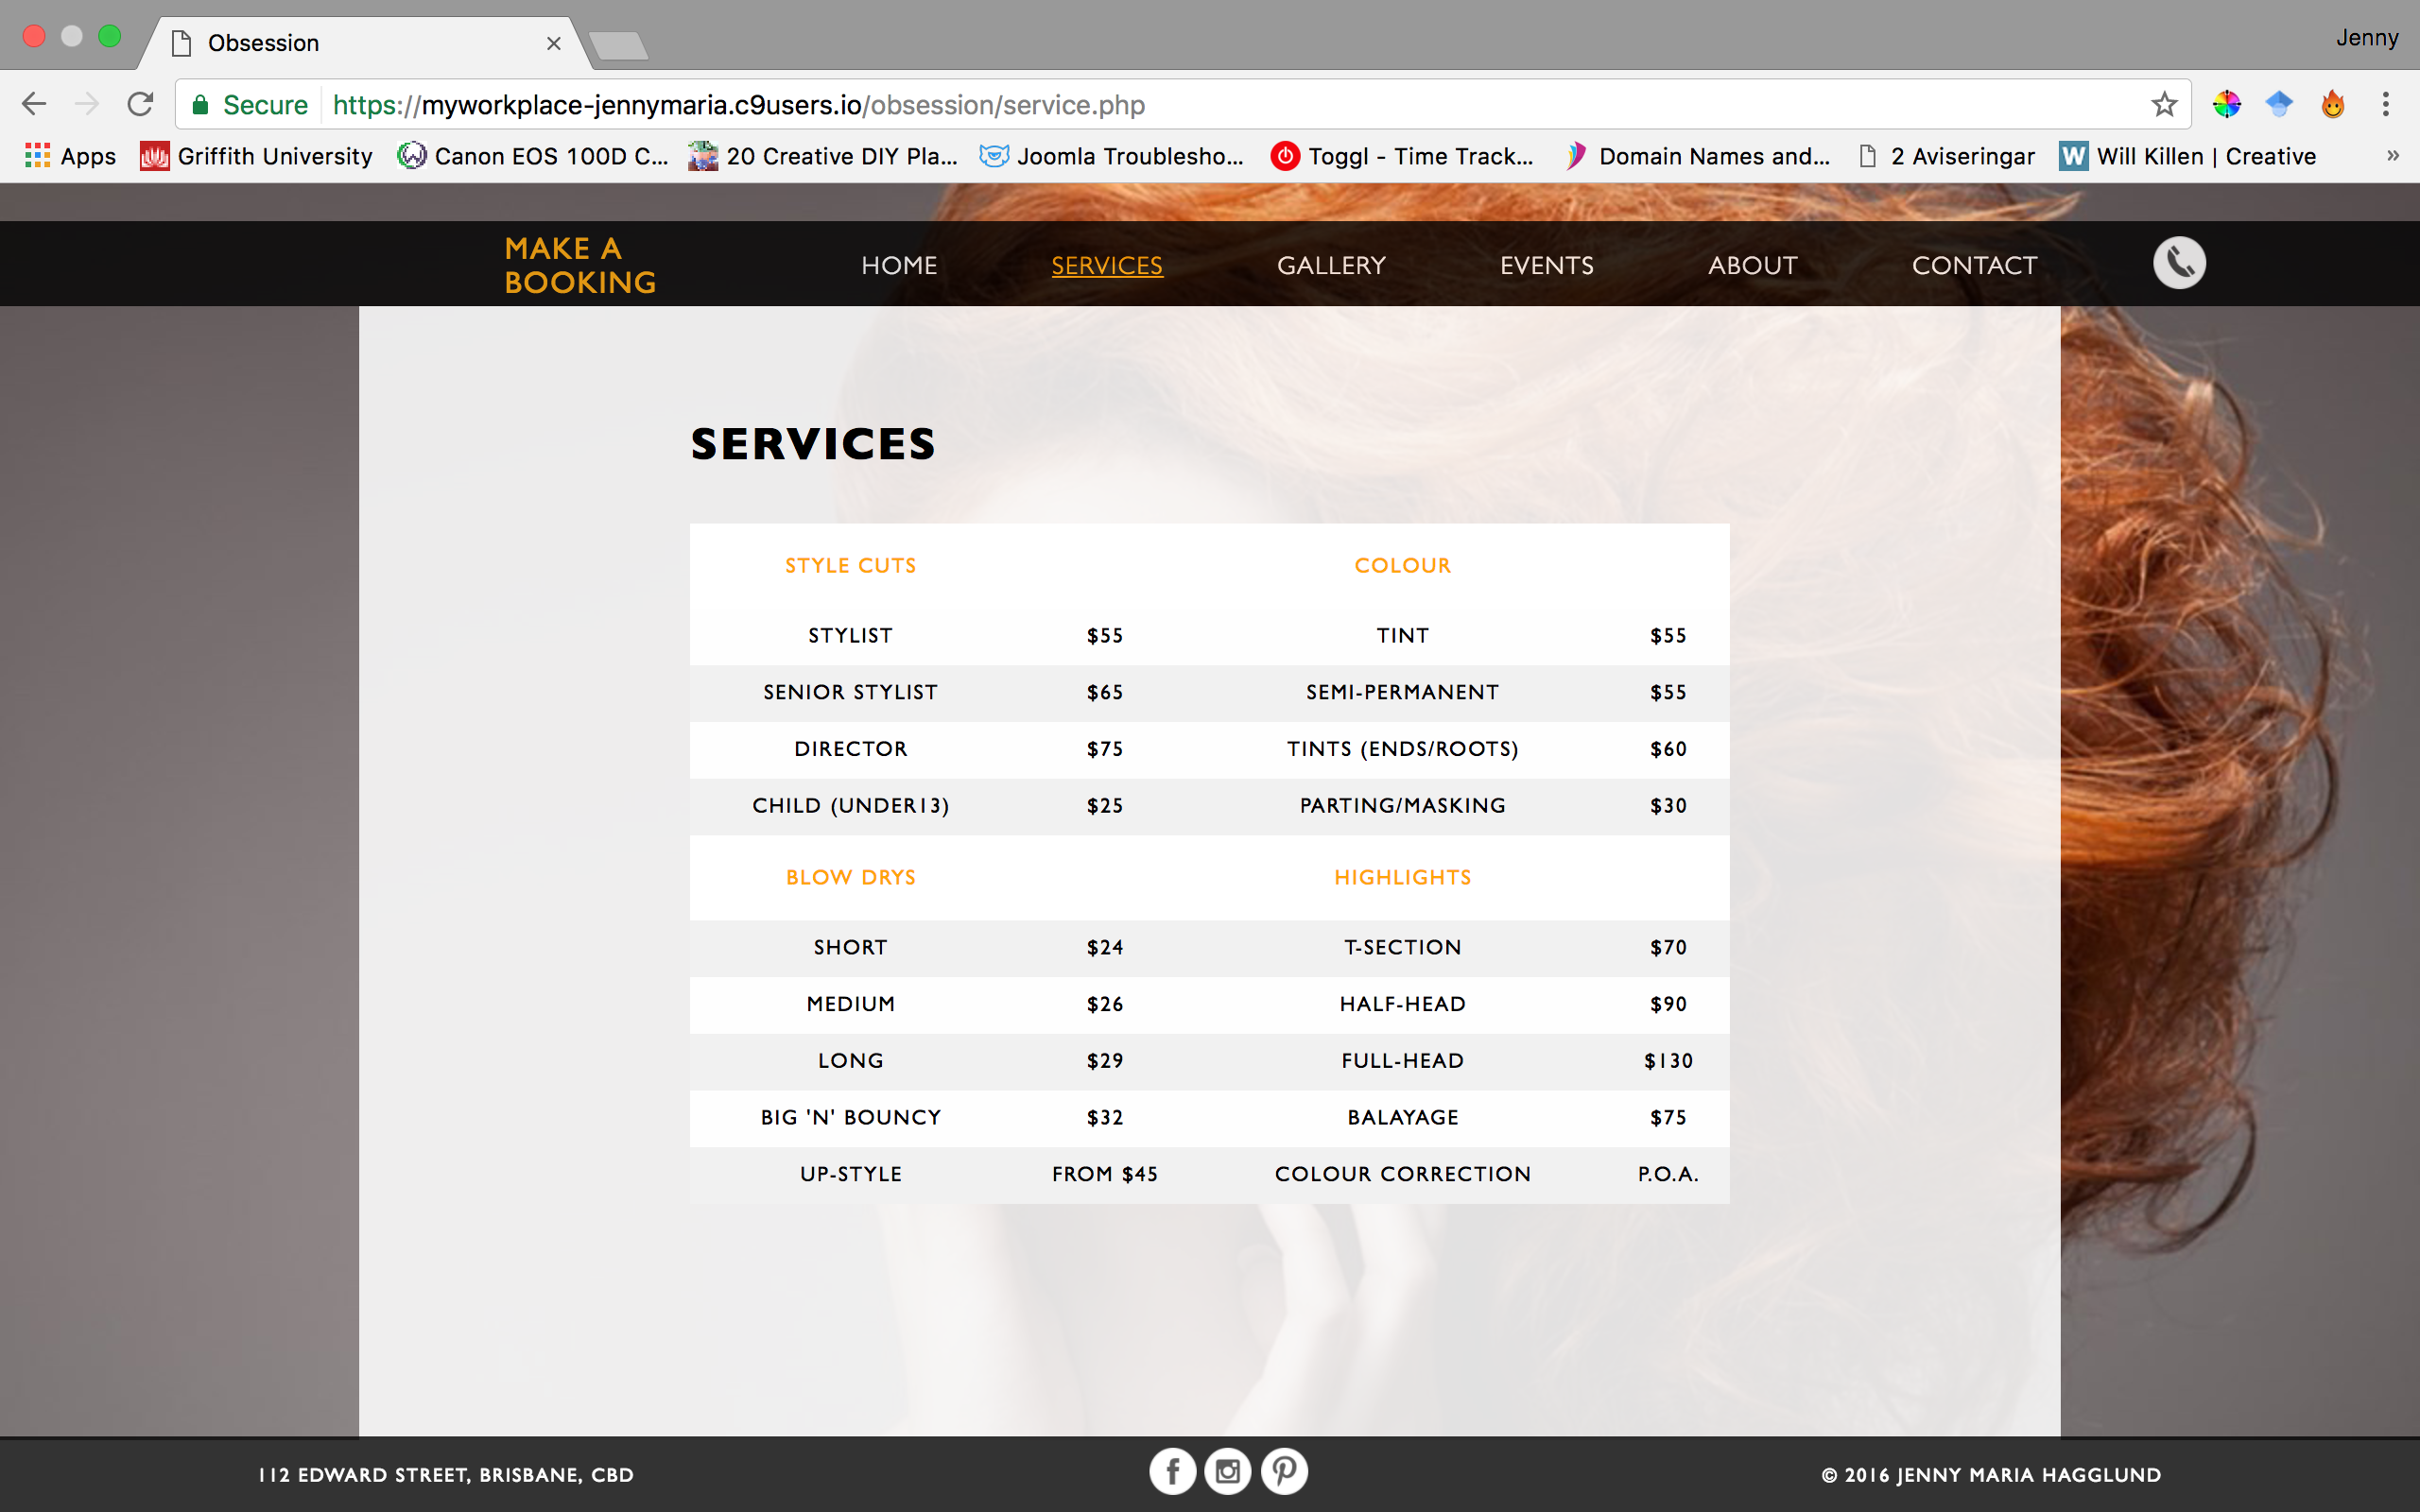 Obsession
Jenny
Secure https://myworkplace-jennymaria.c9users.io/obsession/service.php
Apps Griffith University Canon EOS 100D C... 20 Creative DIY Pla... Joomla Troublesho... Toggl - Time Track... Domain Names and... 2 Aviseringar Will Killen | Creative »
MAKE A
BOOKING
HOME SERVICES GALLERY EVENTS ABOUT CONTACT
SERVICES
STYLE CUTS COLOUR
STYLIST $55 TINT $55
SENIOR STYLIST $65 SEMI-PERMANENT $55
DIRECTOR $75 TINTS (ENDS/ROOTS) $60
CHILD (UNDER13) $25 PARTING/MASKING $30
BLOW DRYS HIGHLIGHTS
SHORT $24 T-SECTION $70
MEDIUM $26 HALF-HEAD $90
LONG $29 FULL-HEAD $130
BIG 'N' BOUNCY $32 BALAYAGE $75
UP-STYLE FROM $45 COLOUR CORRECTION P.O.A.
112 EDWARD STREET, BRISBANE, CBD
© 2016 JENNY MARIA HAGGLUND